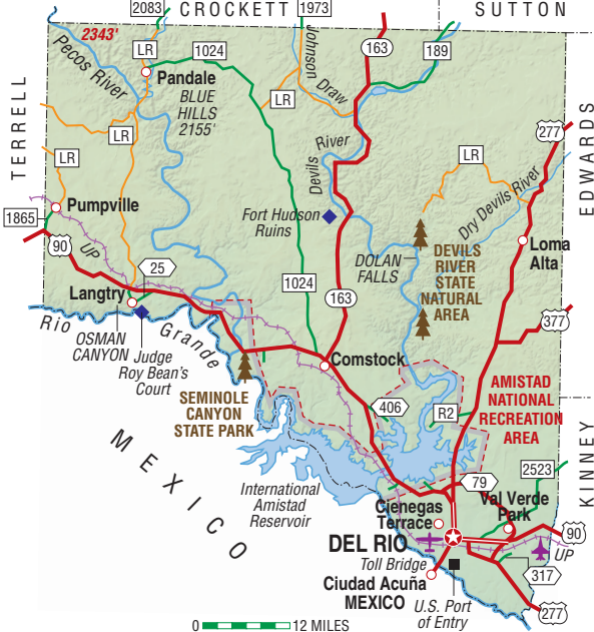 2083
CROCKETT
1973
SUTTON
2343'
Pecos River
LR
1024
163
189
Johnson
Draw
Pandale
BLUE
HILLS
2155'
LR
LR
LR
TERRELL
EDWARDS
277
LR
Devils
River
Dry Devils River
Pumpville
1865
90
UP
Fort Hudson
Ruins
DOLAN
FALLS
DEVILS
RIVER
STATE
NATURAL
AREA
Loma
Alta
25
1024
163
Langtry
377
Rio
Grande
OSMAN
CANYON
Judge
Roy Bean's
Court
Comstock
SEMINOLE
CANYON
STATE PARK
406
R2
AMISTAD
NATIONAL
RECREATION
AREA
MEXICO
KINNEY
International
Amistad
Reservoir
79
2523
Cienegas
Terrace
Val Verde
Park
DEL RIO
90
UP
Toll Bridge
317
Ciudad Acuña
MEXICO
U.S. Port
of Entry
277
0
12 MILES